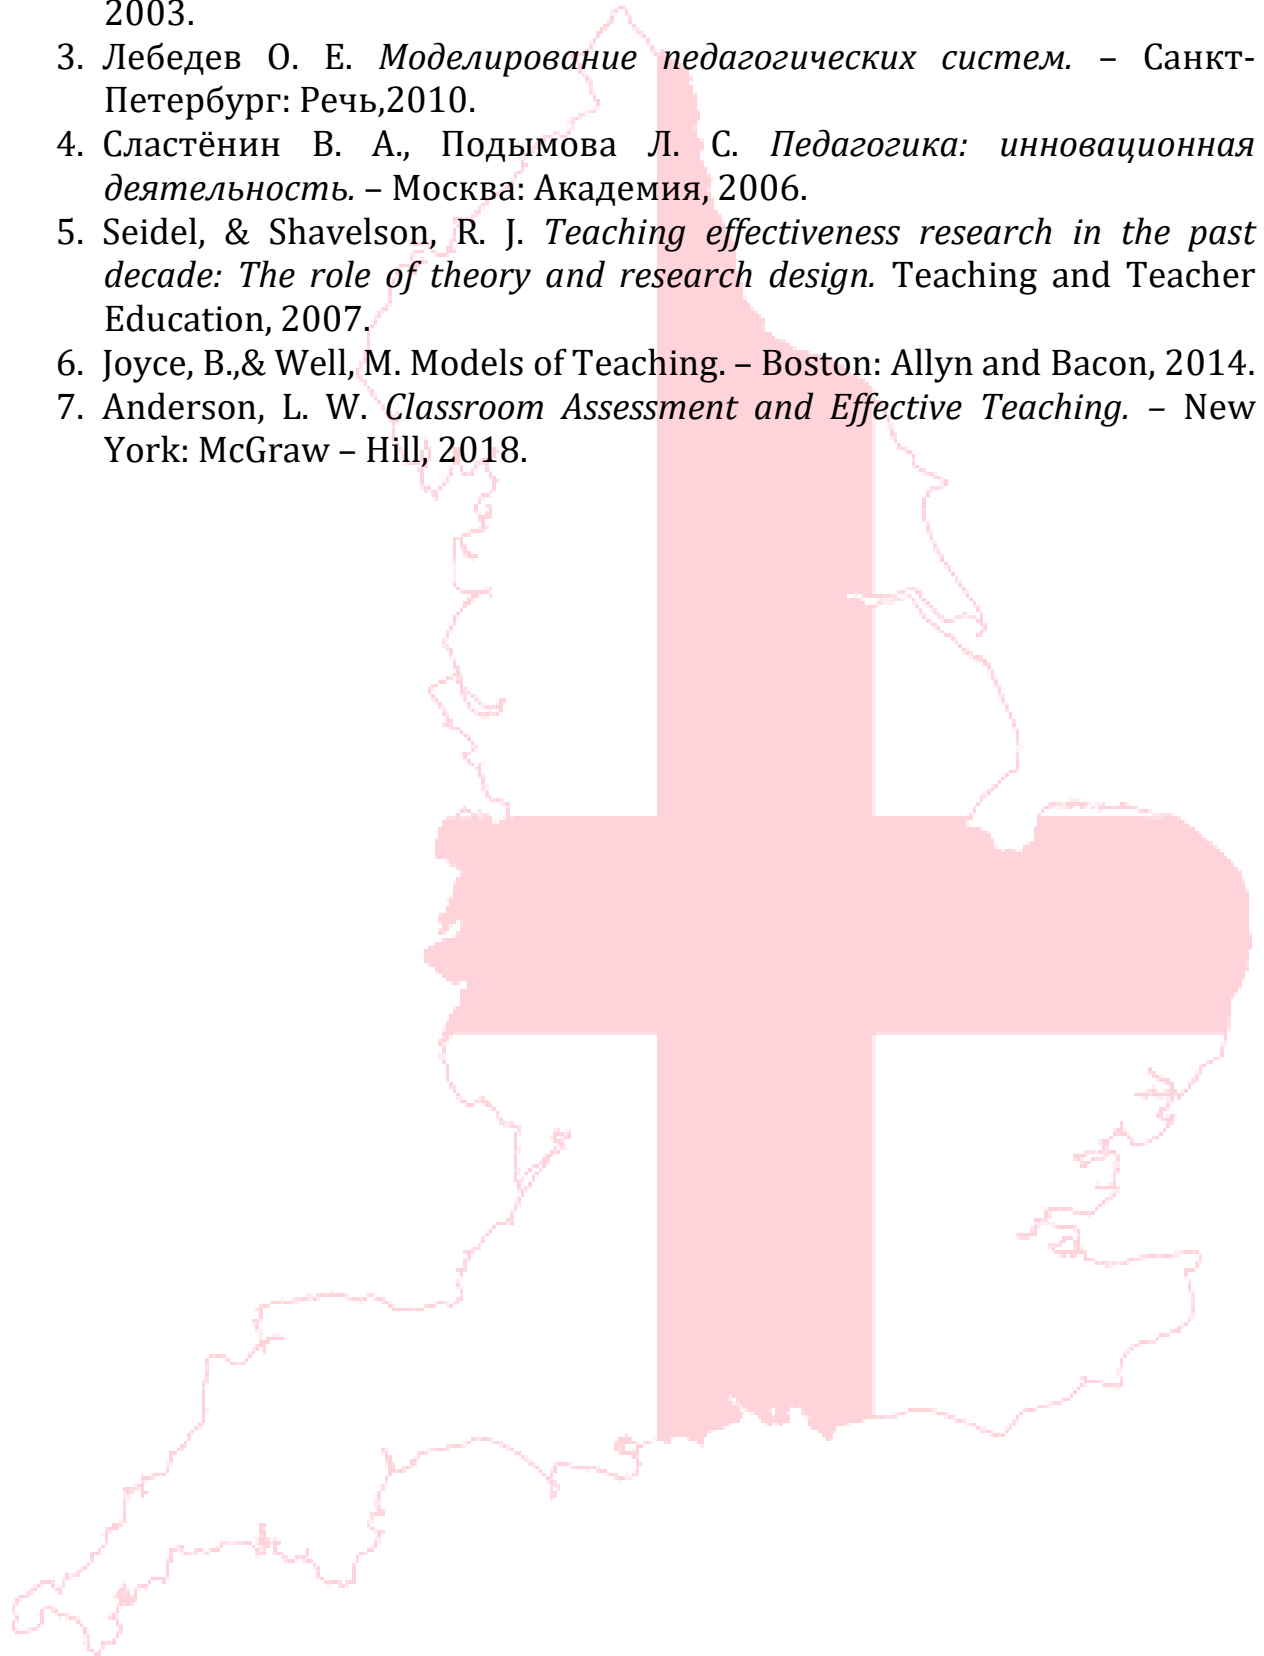 2003.
3. Лебедев О. Е. Моделирование педагогических систем. – Санкт-
Петербург: Речь,2010.
4. Сластёнин В. А., Подымова Л. С. Педагогика: инновационная
деятельность. – Москва: Академия, 2006.
5. Seidel, & Shavelson, R. J. Teaching effectiveness research in the past
decade: The role of theory and research design. Teaching and Teacher
Education, 2007.
6. Joyce, B.,& Well, M. Models of Teaching. – Boston: Allyn and Bacon, 2014.
7. Anderson, L. W. Classroom Assessment and Effective Teaching. – New
York: McGraw – Hill, 2018.